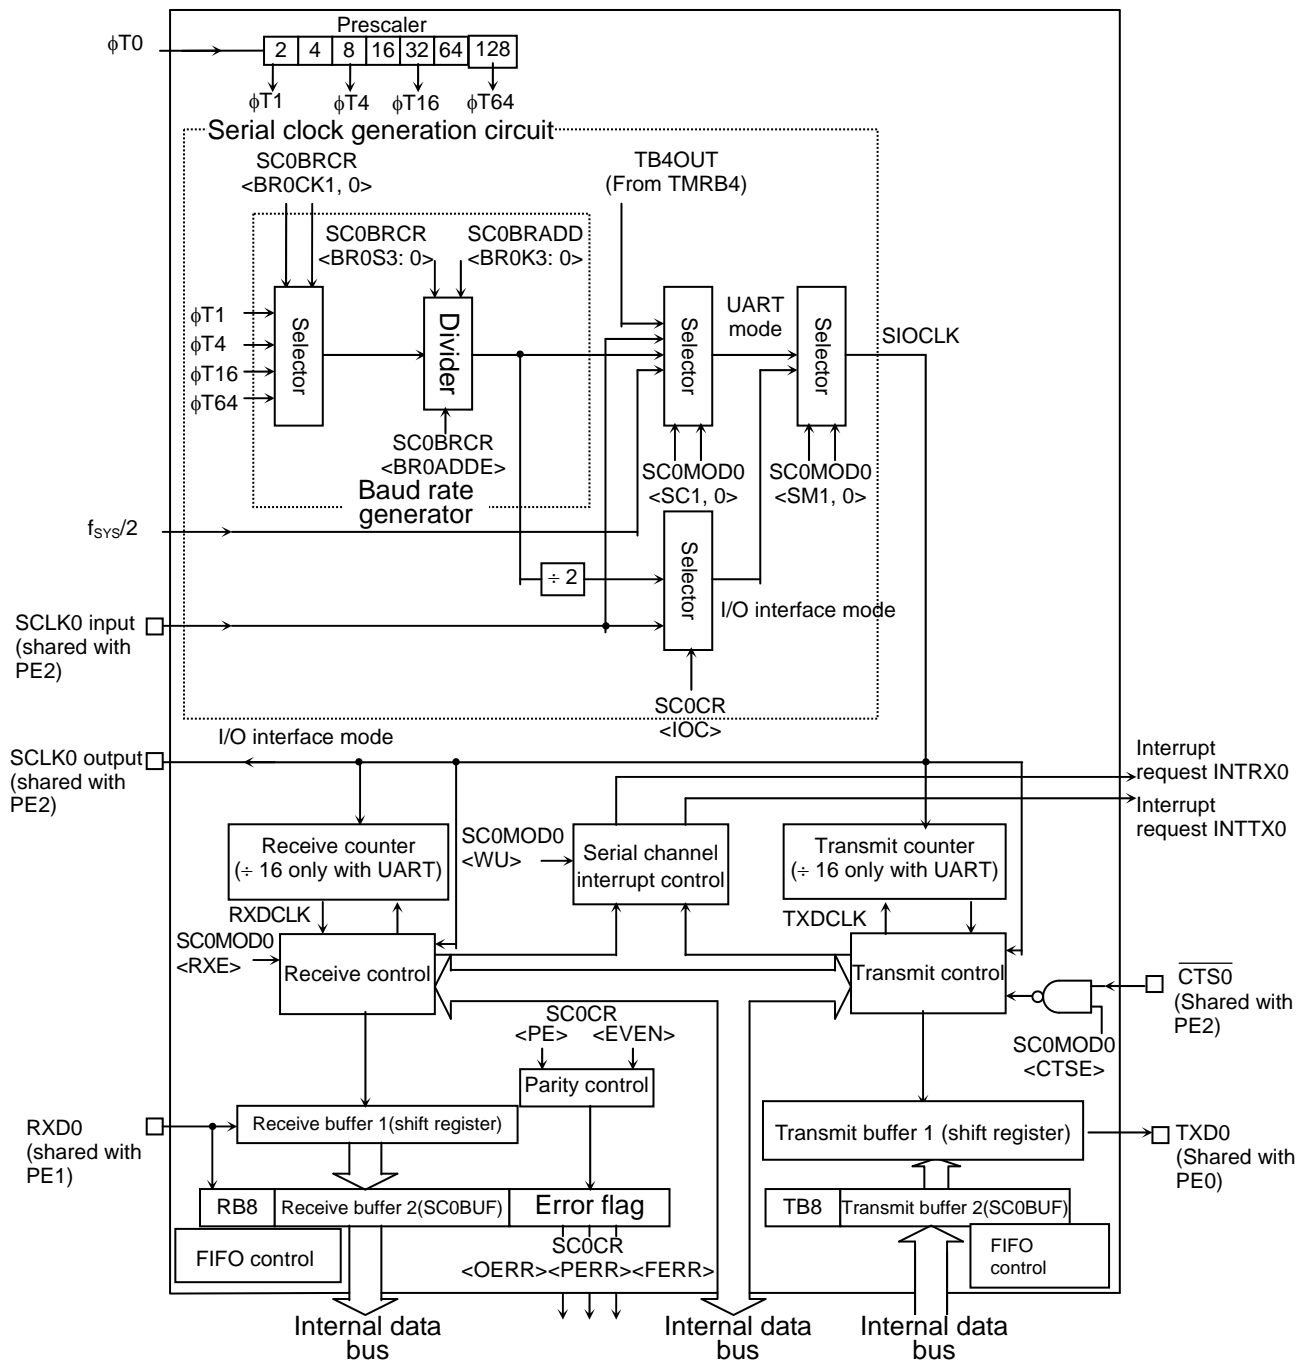 Prescaler
ϕT0
2 4 8 16 32 64 128
ϕT1 ϕT4 ϕT16 ϕT64
Serial clock generation circuit
SC0BRCR
<BR0CK1, 0>
TB4OUT
(From TMRB4)
SC0BRCR
<BR0S3: 0>
SC0BRADD
<BR0K3: 0>
ϕT1
ϕT4
ϕT16
ϕT64
Selector
Divider
Selector
UART
mode
Selector
SIOCLK
SC0BRCR
<BR0ADDE>
Baud rate
generator
SC0MOD0
<SC1, 0>
SC0MOD0
<SM1, 0>
fSYS/2
÷ 2
Selector
I/O interface mode
SCLK0 input
(shared with
PE2)
SC0CR
<IOC>
I/O interface mode
SCLK0 output
(shared with
PE2)
Interrupt
request INTRX0
Interrupt
request INTTX0
Receive counter
(÷ 16 only with UART)
SC0MOD0
<WU>
Serial channel
interrupt control
Transmit counter
(÷ 16 only with UART)
RXDCLK
TXDCLK
SC0MOD0
<RXE>
Receive control
Transmit control
CTS0
(Shared with
PE2)
SC0MOD0
<CTSE>
SC0CR
<PE> <EVEN>
Parity control
RXD0
(shared with
PE1)
Receive buffer 1(shift register)
Transmit buffer 1 (shift register)
TXD0
(Shared with
PE0)
RB8 Receive buffer 2(SC0BUF) Error flag
TB8 Transmit buffer 2(SC0BUF)
FIFO control
SC0CR
<OERR><PERR><FERR>
FIFO
control
Internal data
bus
Internal data
bus
Internal data
bus